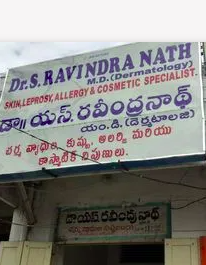 Dr.S. RAVINDRA NATH
M.D.(Dermatology)
SKIN,LEPROSY, ALLERGY & COSMETIC SPECIALIST.
డా॥ యస్. రవీంద్రనాథ్
యం.డి. (డెర్మటాలజి)
చర్మ వ్యాధుల, కుష్ఠు, అలర్జి మరియు
కాస్మాటిక్ నిపుణులు.
డా.యస్.రవీంద్ర నాథ్